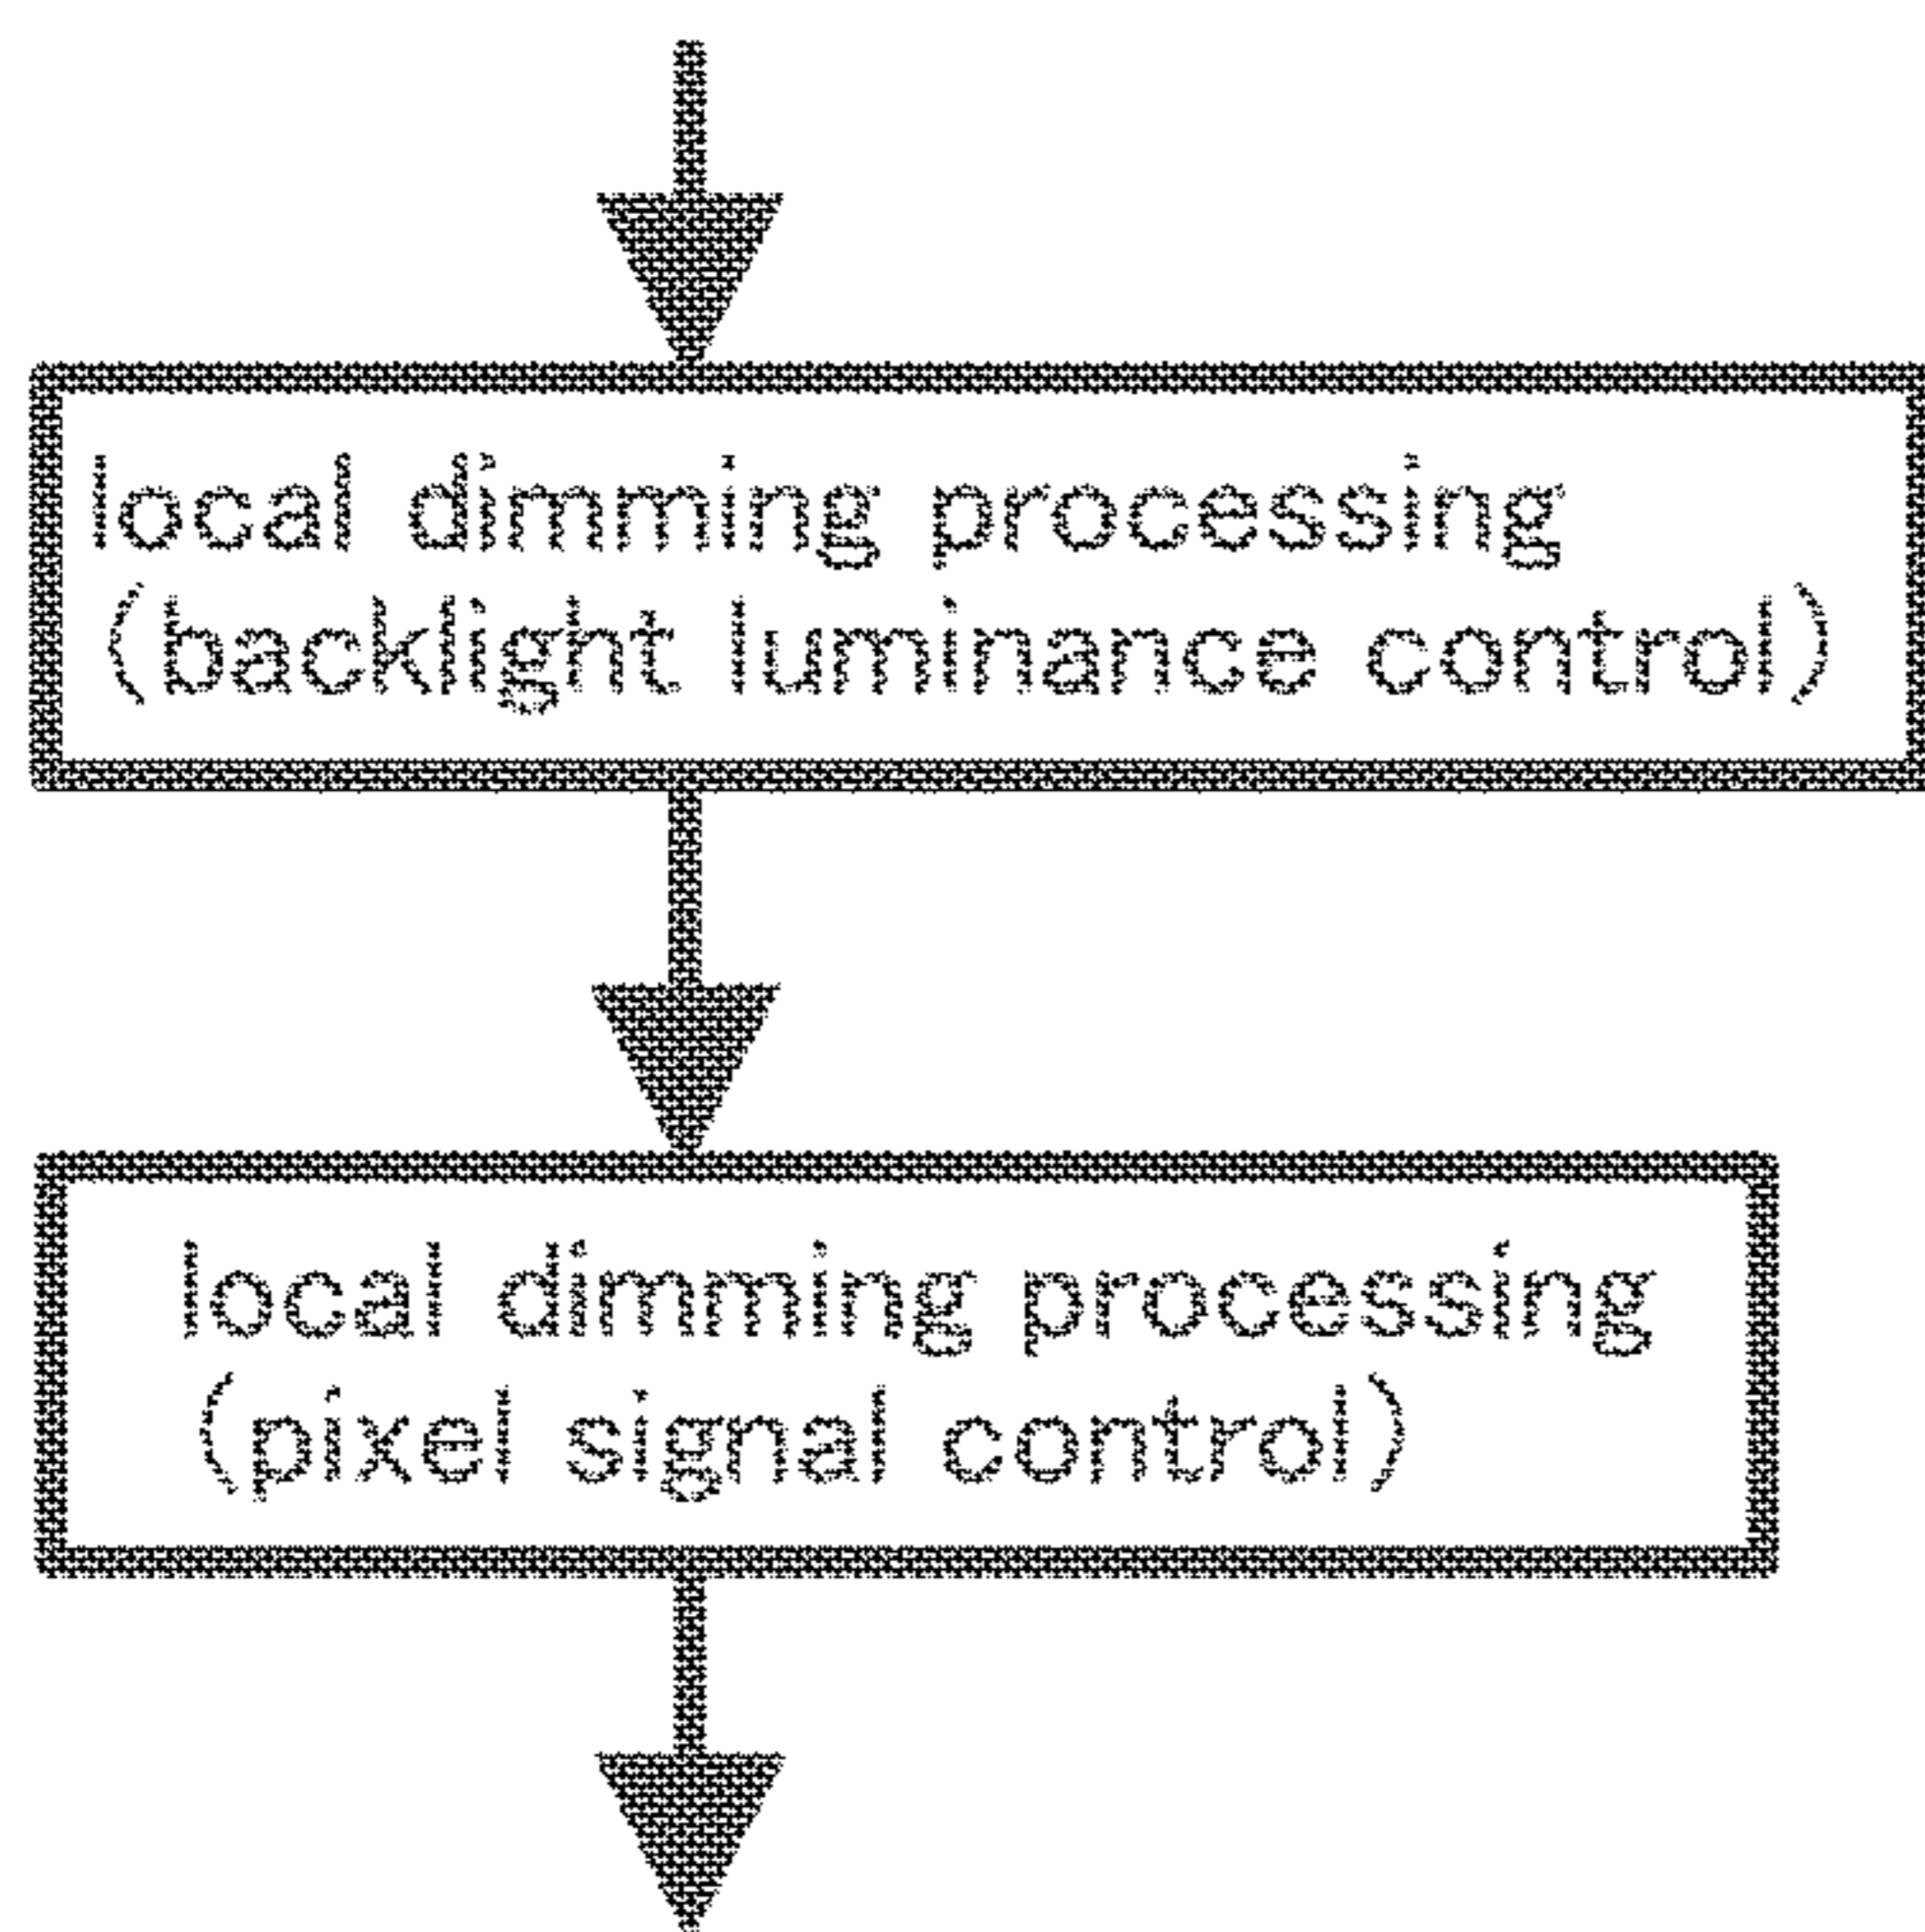 local dimming processing
(backlight luminance control)
local dimming processing
(pixel signal control)